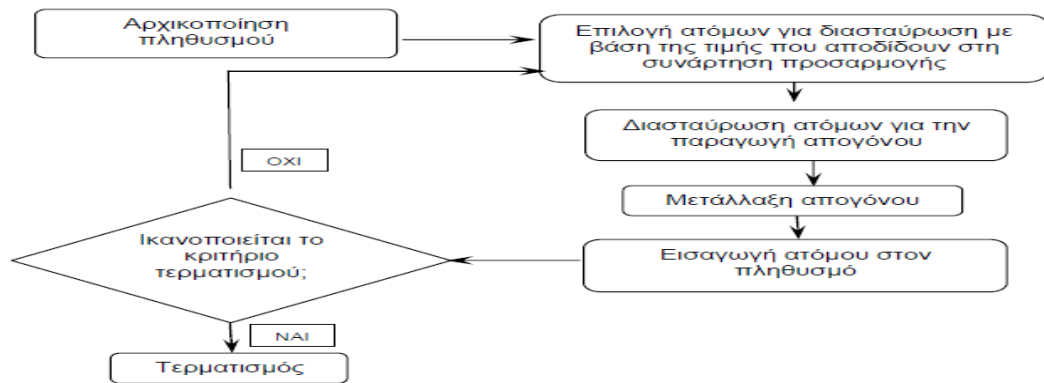 Αρχικοποίηση
πληθυσμού
Επιλογή ατόμων για διασταύρωση με
βάση της τιμής που αποδίδουν στη
συνάρτηση προσαρμογής
Διασταύρωση ατόμων για την
παραγωγή απογόνου
Μετάλλαξη απογόνου
Εισαγωγή ατόμου στον
πληθυσμό
Ικανοποιείται το
κριτήριο
τερματισμού;
ΟΧΙ
ΝΑΙ
Τερματισμός